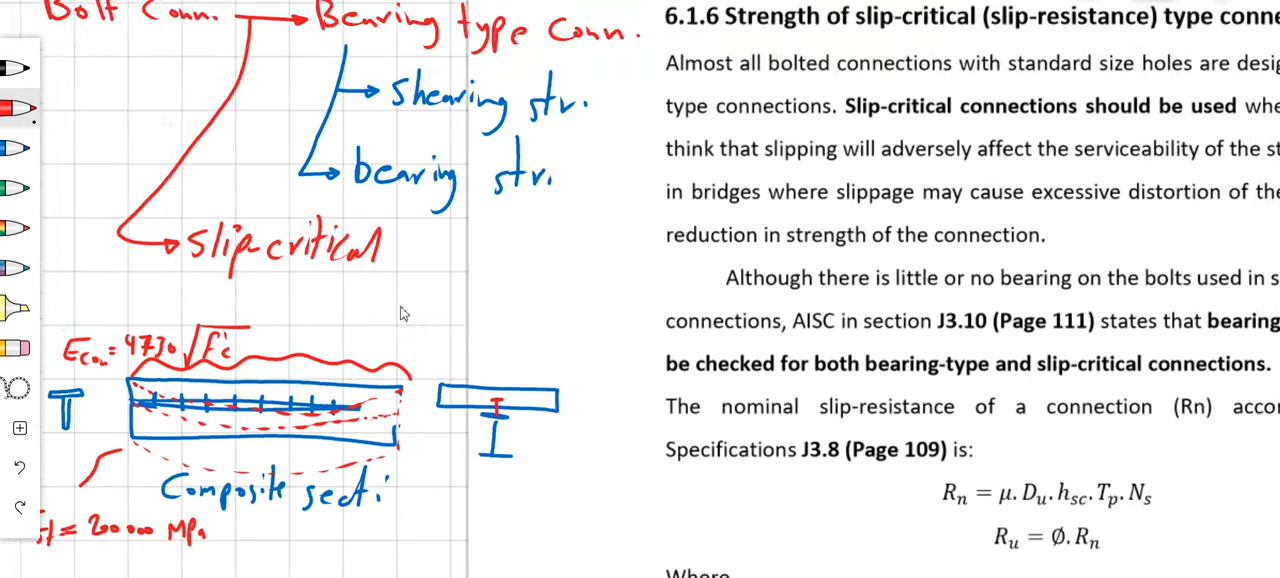 Bolt Conn. → Bearing type Conn.
→ shearing str.
→ bearing str.
→ slip-critical
= 4730 √f'c
Composite secti
= 200 000 MPa
6.1.6 Strength of slip-critical (slip-resistance) type conne
Almost all bolted connections with standard size holes are desig
type connections. Slip-critical connections should be used whe
think that slipping will adversely affect the serviceability of the st
in bridges where slippage may cause excessive distortion of the
reduction in strength of the connection.
Although there is little or no bearing on the bolts used in s
connections, AISC in section J3.10 (Page 111) states that bearing
be checked for both bearing-type and slip-critical connections.
The nominal slip-resistance of a connection (Rn) accor
Specifications J3.8 (Page 109) is:
Rₙ = μ. Dᵤ. hₛc. Tₚ. Nₛ
Rᵤ = Ø. Rₙ
Where